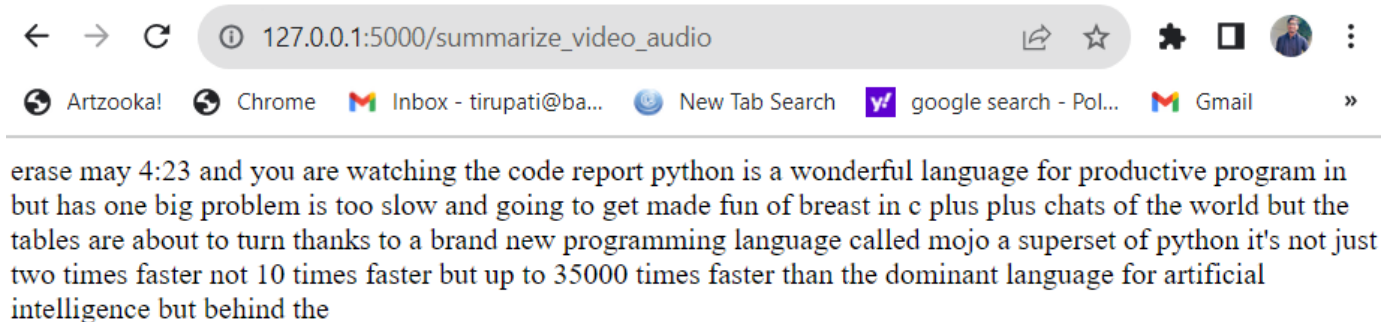 127.0.0.1:5000/summarize_video_audio
Artzooka! Chrome Inbox - tirupati@ba... New Tab Search y! google search - Pol... Gmail »
erase may 4:23 and you are watching the code report python is a wonderful language for productive program in
but has one big problem is too slow and going to get made fun of breast in c plus plus chats of the world but the
tables are about to turn thanks to a brand new programming language called mojo a superset of python it's not just
two times faster not 10 times faster but up to 35000 times faster than the dominant language for artificial
intelligence but behind the